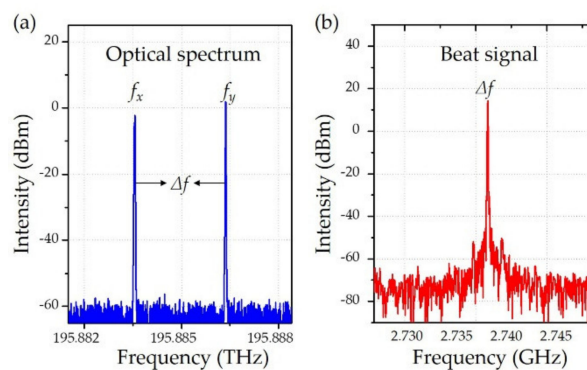 (a)
Optical spectrum
fx
fy
Δf
20
0
-20
-40
-60
Intensity (dBm)
195.882
195.885
195.888
Frequency (THz)
(b)
Beat signal
Δf
50
40
20
0
-20
-40
-60
-80
Intensity (dBm)
2.730
2.735
2.740
2.745
Frequency (GHz)